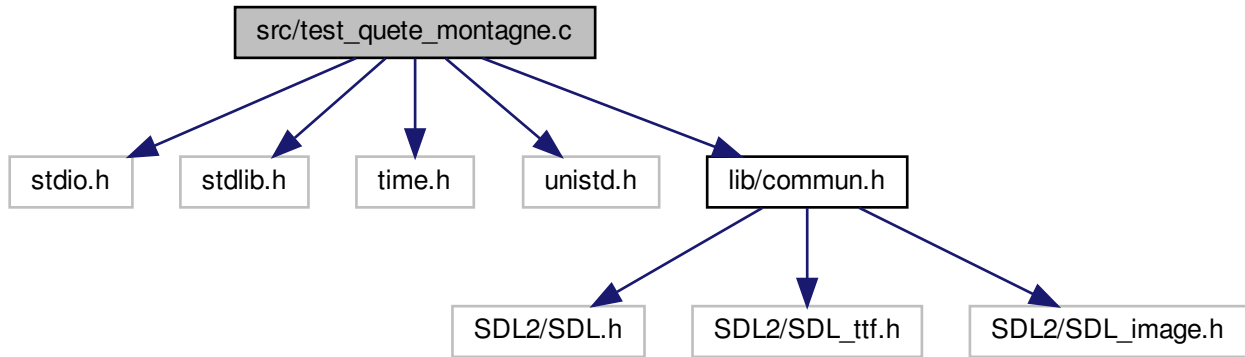 src/test_quete_montagne.c
stdio.h
stdlib.h
time.h
unistd.h
lib/commun.h
SDL2/SDL.h
SDL2/SDL_ttf.h
SDL2/SDL_image.h